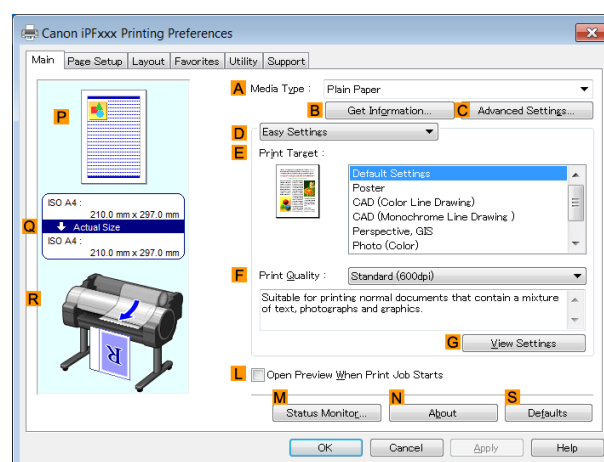 Canon iPFxxx Printing Preferences
Main Page Setup Layout Favorites Utility Support
A Media Type : Plain Paper
B Get Information... C Advanced Settings...
D Easy Settings
E Print Target :
Default Settings
Poster
CAD (Color Line Drawing)
CAD (Monochrome Line Drawing )
Perspective, GIS
Photo (Color)
F Print Quality : Standard (600dpi)
Suitable for printing normal documents that contain a mixture
of text, photographs and graphics.
G View Settings
L Open Preview When Print Job Starts
M Status Monitor... N About S Defaults
P
Q
ISO A4 :
210.0 mm x 297.0 mm
Actual Size
ISO A4 :
210.0 mm x 297.0 mm
R
R
OK Cancel Apply Help